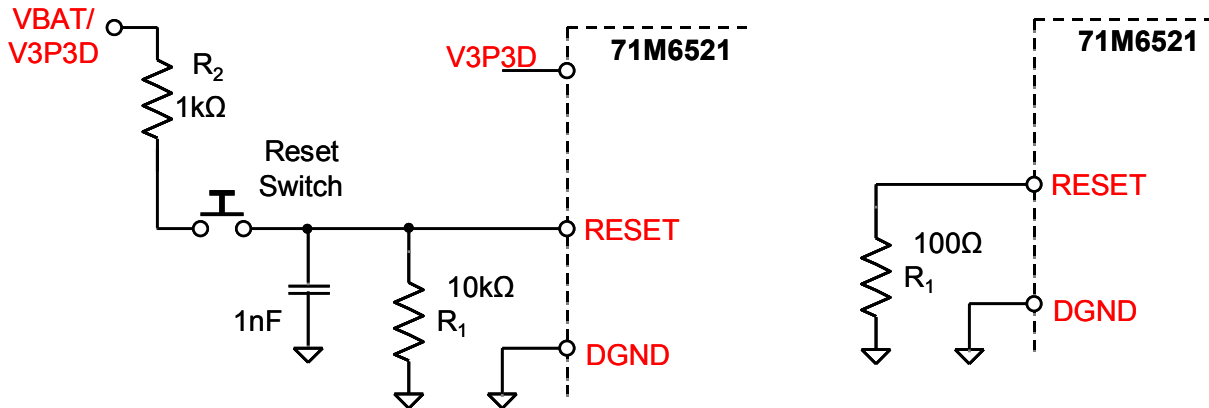 VBAT/
V3P3D
R₂
1kΩ
Reset
Switch
1nF
10kΩ
R₁
V3P3D
71M6521
RESET
DGND
71M6521
RESET
100Ω
R₁
DGND